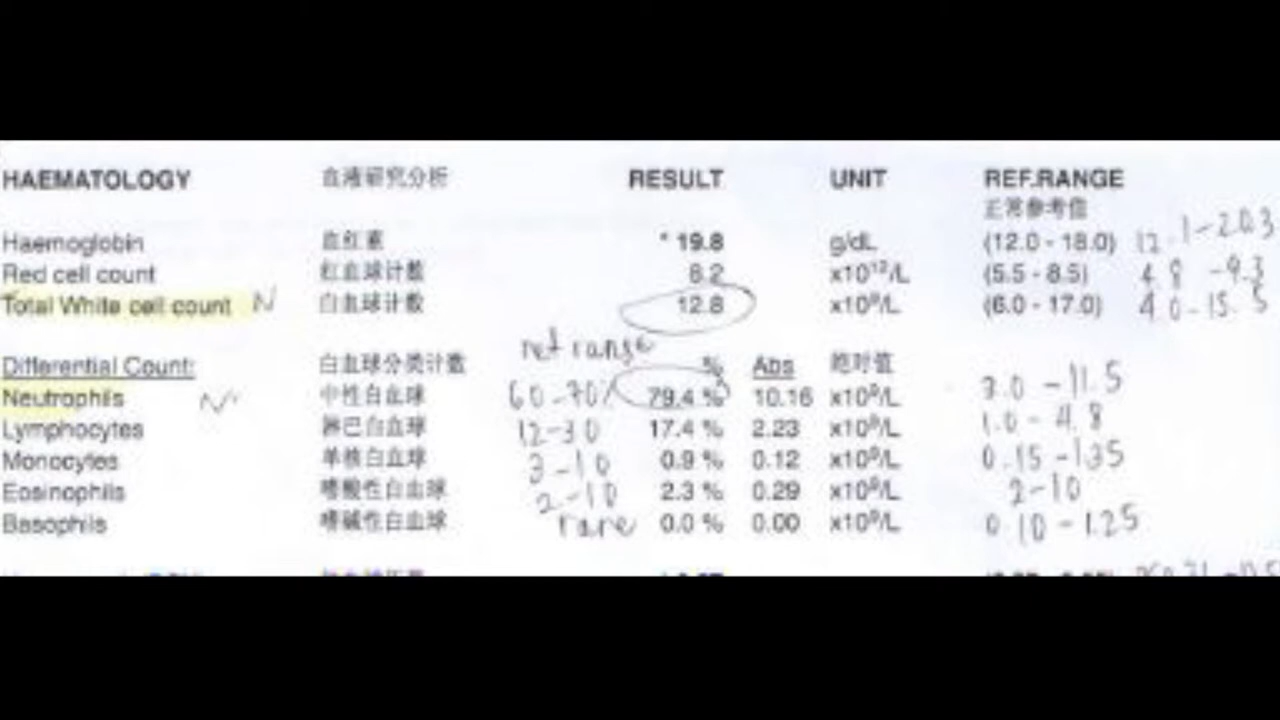 HAEMATOLOGY 血液研究分析 RESULT UNIT REF.RANGE
正常参考值
Haemoglobin 血红素 * 19.8 g/dL (12.0 - 18.0) 12.1-20.3
Red cell count 红血球计数 8.2 x10¹²/L (5.5 - 8.5) 4.8 -9.3
Total White cell count N 白血球计数 12.8 x10⁹/L (6.0 - 17.0) 4.0-15.5
ref range
Differential Count: 白血球分类计数 % Abs 绝对值
Neutrophils N 中性白血球 60-70% 79.4 % 10.16 x10⁹/L 3.0 -11.5
Lymphocytes 淋巴白血球 12-30 17.4 % 2.23 x10⁹/L 1.0 - 4.8
Monocytes 单核白血球 3-10 0.9 % 0.12 x10⁹/L 0.15 -1.35
Eosinophils 嗜酸性白血球 2-10 2.3 % 0.29 x10⁹/L 2-10
Basophils 嗜碱性白血球 rare 0.0 % 0.00 x10⁹/L 0.10 - 1.25